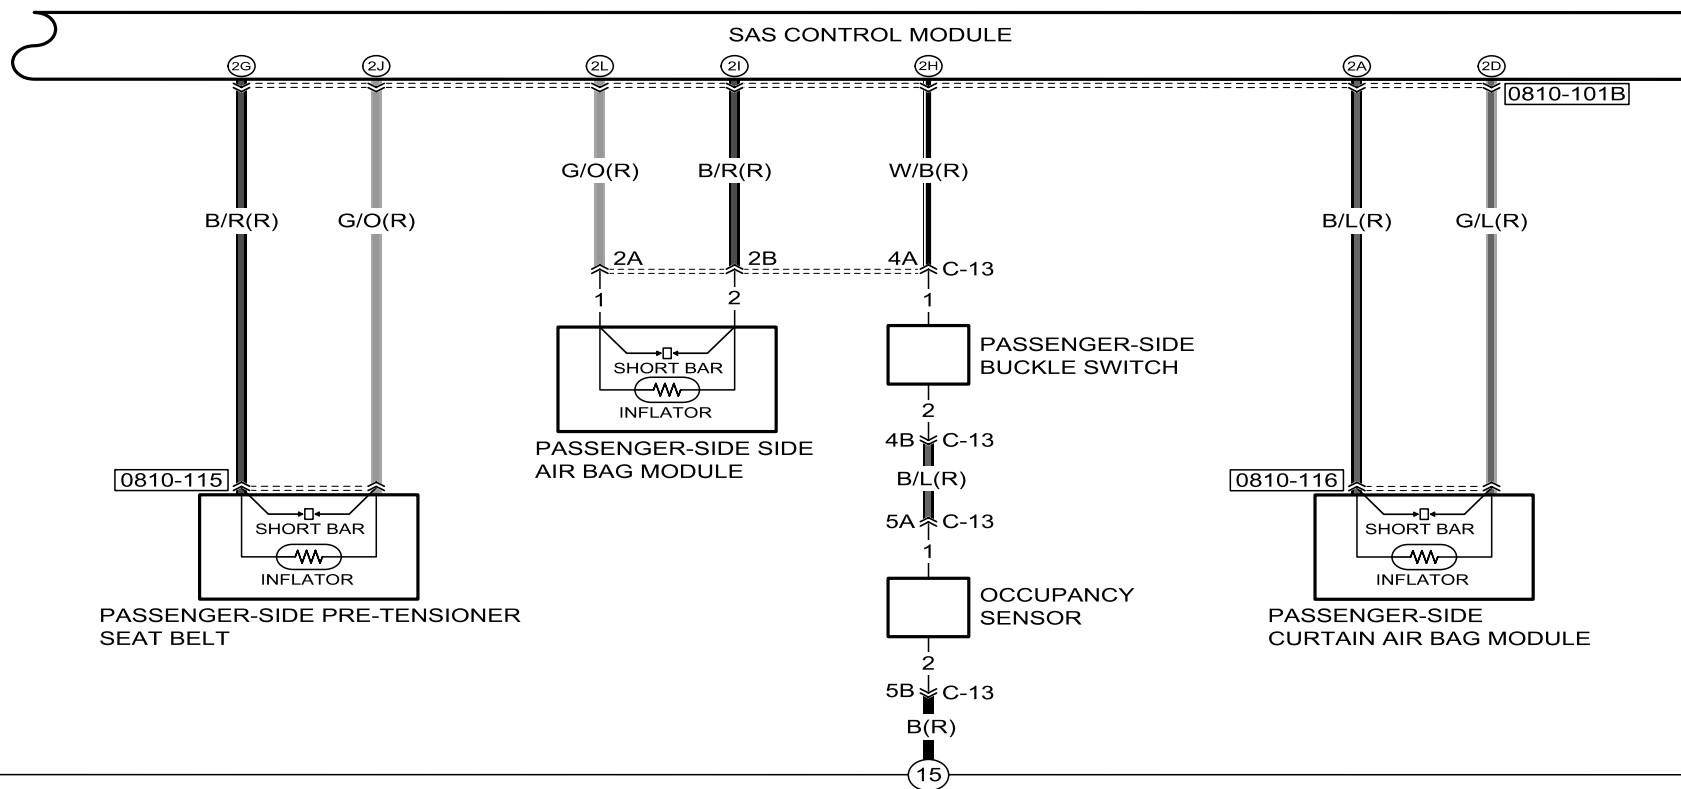 SAS CONTROL MODULE
2G 2J 2L 2I 2H 2A 2D
0810-101B
G/O(R) B/R(R) W/B(R)
B/R(R) G/O(R) B/L(R) G/L(R)
2A 2B 4A C-13
1 2 1
PASSENGER-SIDE
BUCKLE SWITCH
SHORT BAR
INFLATOR
2
4B C-13
PASSENGER-SIDE SIDE
AIR BAG MODULE
B/L(R)
0810-115
0810-116
5A C-13
SHORT BAR
SHORT BAR
1
INFLATOR
INFLATOR
OCCUPANCY
SENSOR
PASSENGER-SIDE PRE-TENSIONER
SEAT BELT
PASSENGER-SIDE
CURTAIN AIR BAG MODULE
2
5B C-13
B(R)
15